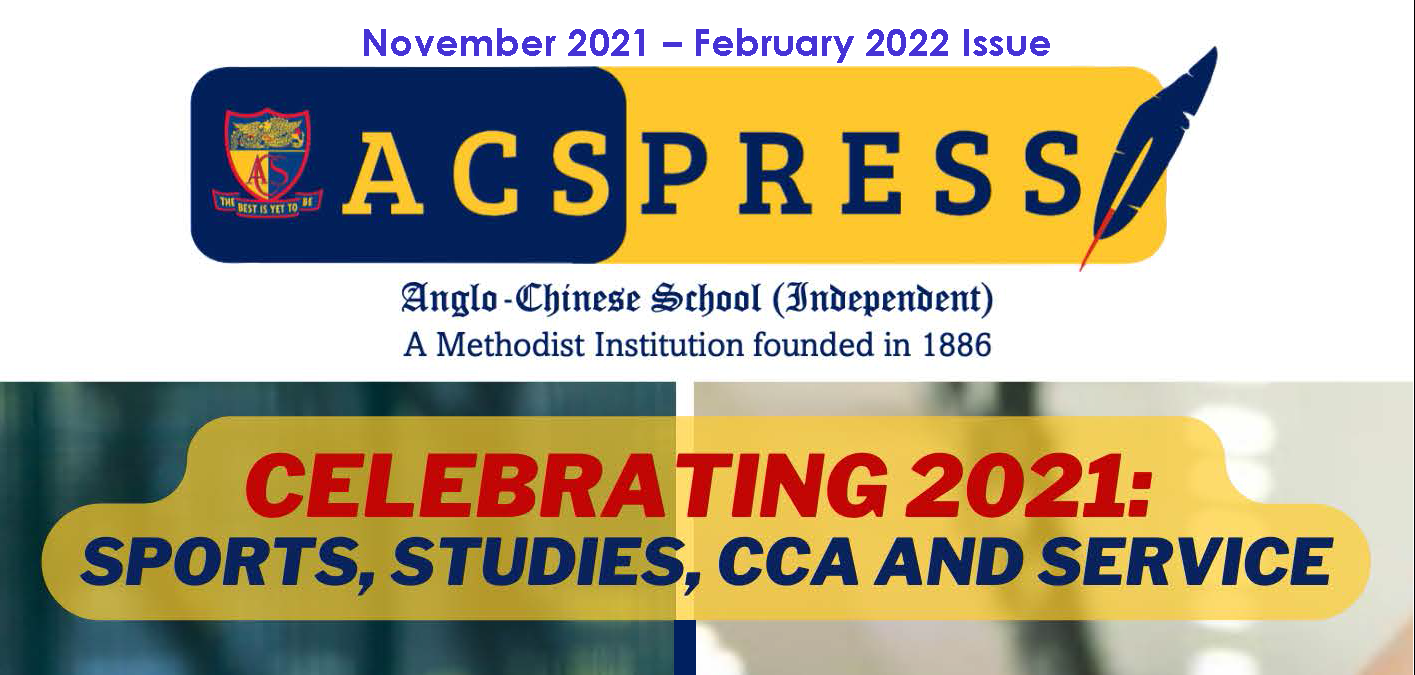 November 2021 – February 2022 Issue
ACSPRESS
ACS
THE BEST IS YET TO BE
Anglo-Chinese School (Independent)
A Methodist Institution founded in 1886
CELEBRATING 2021:
SPORTS, STUDIES, CCA AND SERVICE